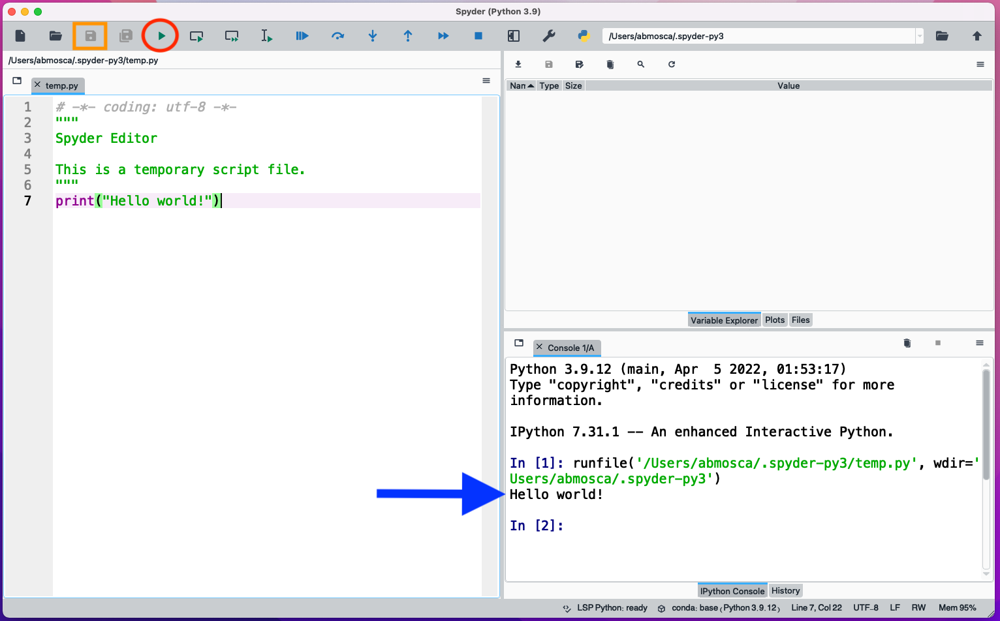 Spyder (Python 3.9)
/Users/abmosca/.spyder-py3
/Users/abmosca/.spyder-py3/temp.py
temp.py
1 # -*- coding: utf-8 -*-
2 """
3 Spyder Editor
4
5 This is a temporary script file.
6 """
7 print("Hello world!")
Nam Type Size Value
Variable Explorer Plots Files
Console 1/A
Python 3.9.12 (main, Apr  5 2022, 01:53:17)
Type "copyright", "credits" or "license" for more
information.
IPython 7.31.1 -- An enhanced Interactive Python.
In [1]: runfile('/Users/abmosca/.spyder-py3/temp.py', wdir='
Users/abmosca/.spyder-py3')
Hello world!
In [2]:
IPython Console History
LSP Python: ready conda: base (Python 3.9.12) Line 7, Col 22 UTF-8 LF RW Mem 95%